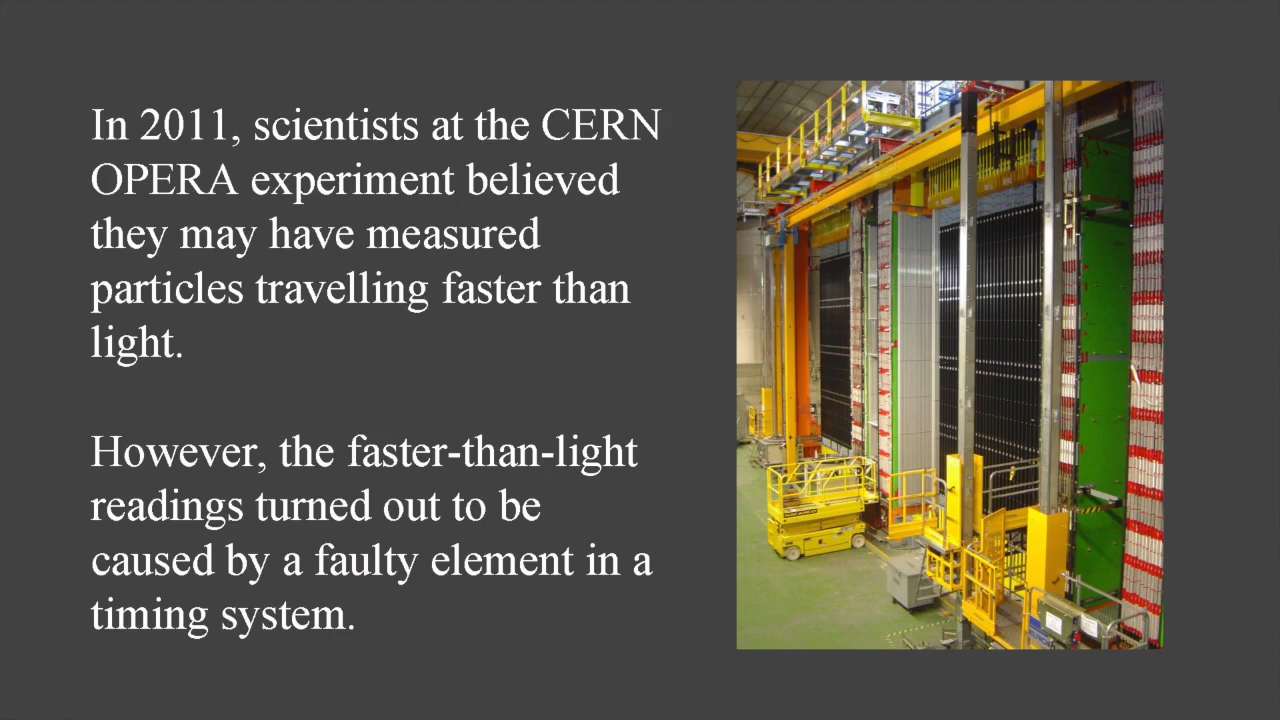 In 2011, scientists at the CERN
OPERA experiment believed
they may have measured
particles travelling faster than
light.
However, the faster-than-light
readings turned out to be
caused by a faulty element in a
timing system.